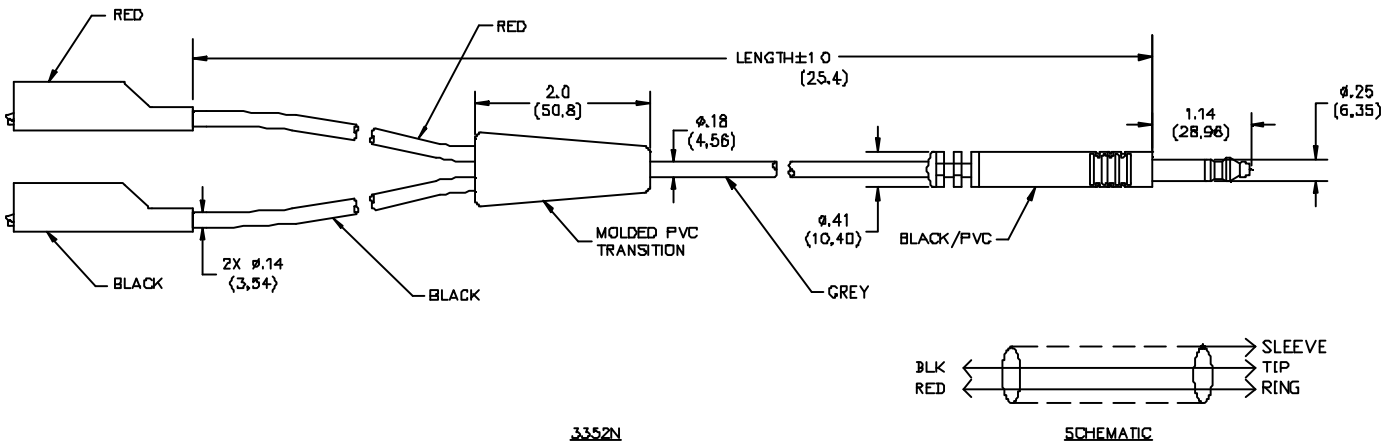 RED
RED
LENGTH±1 0
(25.4)
2.0
(50,8)
ø.18
(4,56)
1.14
(28,96)
ø.25
(6,35)
2X ø.14
(3,54)
BLACK
BLACK
MOLDED PVC
TRANSITION
ø.41
(10,40)
BLACK/PVC
GREY
SLEEVE
BLK
TIP
RED
RING
3352N
SCHEMATIC